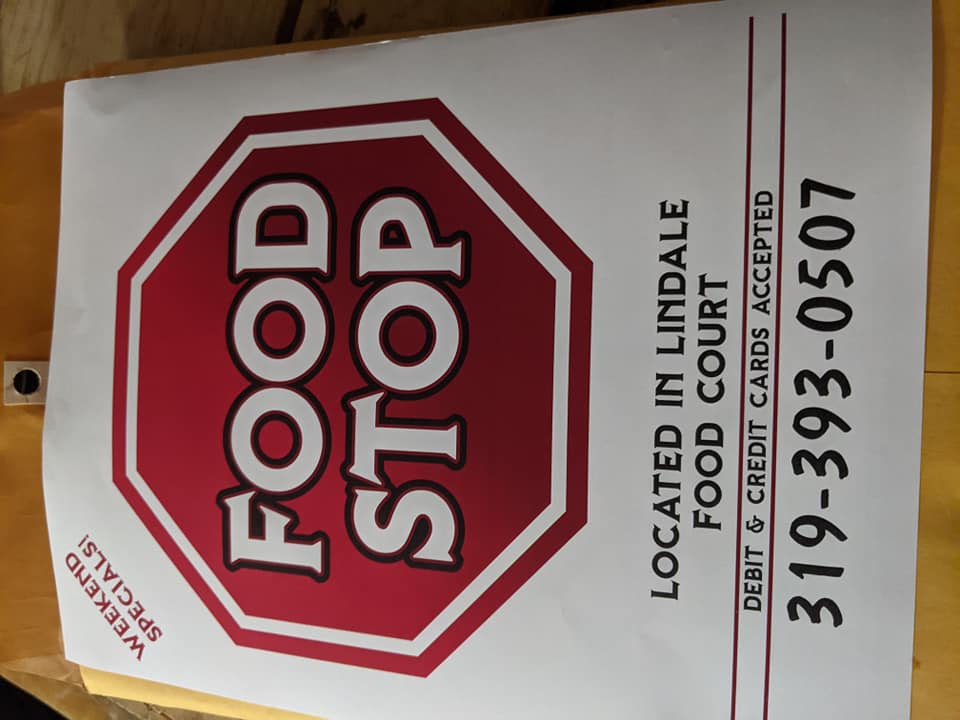 WEEKEND
SPECIALS!
FOOD
STOP
LOCATED IN LINDALE
FOOD COURT
DEBIT & CREDIT CARDS ACCEPTED
319-393-0507